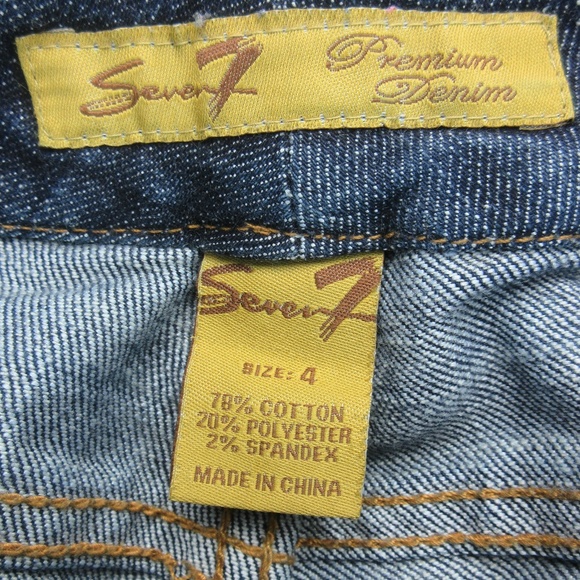 Seven7 Premium
Denim
Seven7
SIZE: 4
78% COTTON
20% POLYESTER
2% SPANDEX
MADE IN CHINA